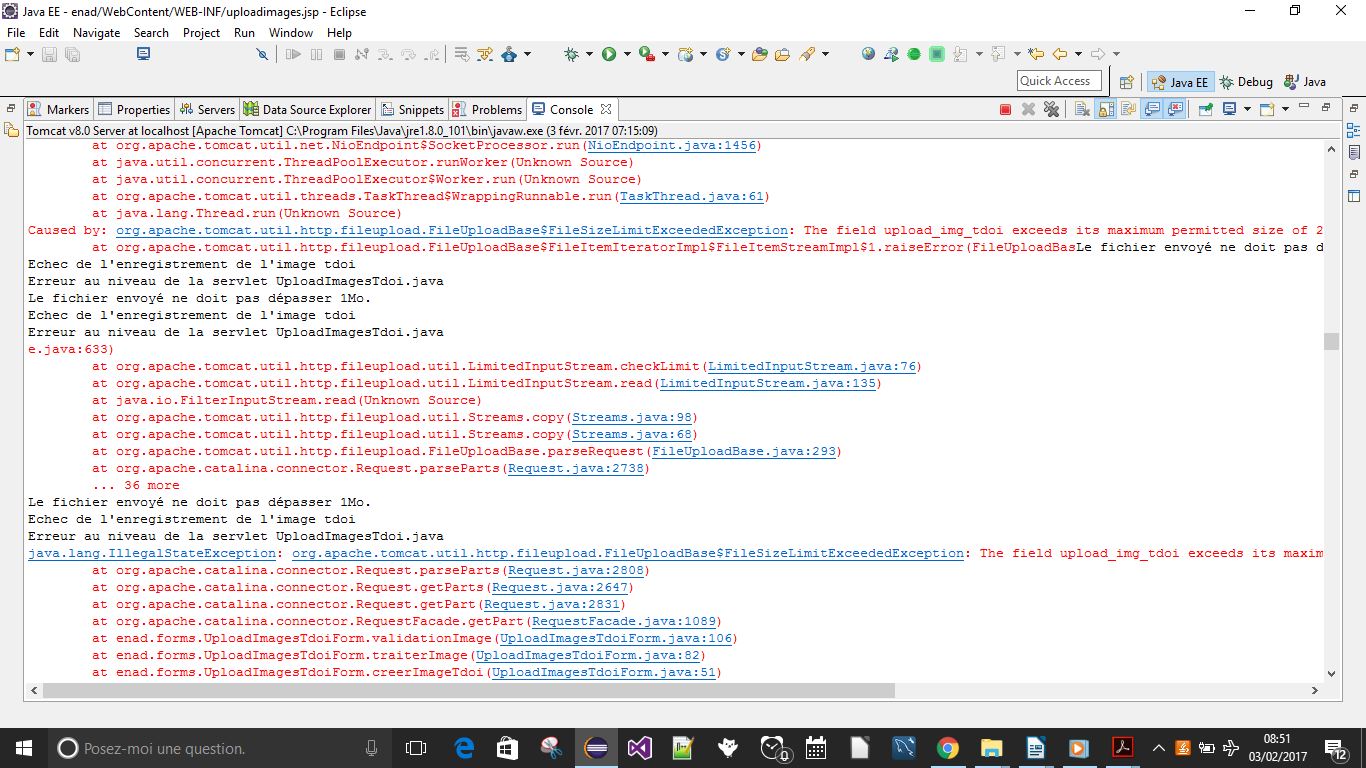 Java EE - enad/WebContent/WEB-INF/uploadimages.jsp - Eclipse
File Edit Navigate Search Project Run Window Help
Quick Access
Java EE
Debug
Java
Markers
Properties
Servers
Data Source Explorer
Snippets
Problems
Console
Tomcat v8.0 Server at localhost [Apache Tomcat] C:\Program Files\Java\jre1.8.0_101\bin\javaw.exe (3 févr. 2017 07:15:09)
at org.apache.tomcat.util.net.NioEndpoint$SocketProcessor.run(NioEndpoint.java:1456)
at java.util.concurrent.ThreadPoolExecutor.runWorker(Unknown Source)
at java.util.concurrent.ThreadPoolExecutor$Worker.run(Unknown Source)
at org.apache.tomcat.util.threads.TaskThread$WrappingRunnable.run(TaskThread.java:61)
at java.lang.Thread.run(Unknown Source)
Caused by: org.apache.tomcat.util.http.fileupload.FileUploadBase$FileSizeLimitExceededException: The field upload_img_tdoi exceeds its maximum permitted size of 2
at org.apache.tomcat.util.http.fileupload.FileUploadBase$FileItemIteratorImpl$FileItemStreamImpl$1.raiseError(FileUploadBasLe fichier envoyé ne doit pas d
Echec de l'enregistrement de l'image tdoi
Erreur au niveau de la servlet UploadImagesTdoi.java
Le fichier envoyé ne doit pas dépasser 1Mo.
Echec de l'enregistrement de l'image tdoi
Erreur au niveau de la servlet UploadImagesTdoi.java
e.java:633)
at org.apache.tomcat.util.http.fileupload.util.LimitedInputStream.checkLimit(LimitedInputStream.java:76)
at org.apache.tomcat.util.http.fileupload.util.LimitedInputStream.read(LimitedInputStream.java:135)
at java.io.FilterInputStream.read(Unknown Source)
at org.apache.tomcat.util.http.fileupload.util.Streams.copy(Streams.java:98)
at org.apache.tomcat.util.http.fileupload.util.Streams.copy(Streams.java:68)
at org.apache.tomcat.util.http.fileupload.FileUploadBase.parseRequest(FileUploadBase.java:293)
at org.apache.catalina.connector.Request.parseParts(Request.java:2738)
... 36 more
Le fichier envoyé ne doit pas dépasser 1Mo.
Echec de l'enregistrement de l'image tdoi
Erreur au niveau de la servlet UploadImagesTdoi.java
java.lang.IllegalStateException: org.apache.tomcat.util.http.fileupload.FileUploadBase$FileSizeLimitExceededException: The field upload_img_tdoi exceeds its maxim
at org.apache.catalina.connector.Request.parseParts(Request.java:2808)
at org.apache.catalina.connector.Request.getParts(Request.java:2647)
at org.apache.catalina.connector.Request.getPart(Request.java:2831)
at org.apache.catalina.connector.RequestFacade.getPart(RequestFacade.java:1089)
at enad.forms.UploadImagesTdoiForm.validationImage(UploadImagesTdoiForm.java:106)
at enad.forms.UploadImagesTdoiForm.traiterImage(UploadImagesTdoiForm.java:82)
at enad.forms.UploadImagesTdoiForm.creerImageTdoi(UploadImagesTdoiForm.java:51)
Posez-moi une question.
08:51
03/02/2017
12